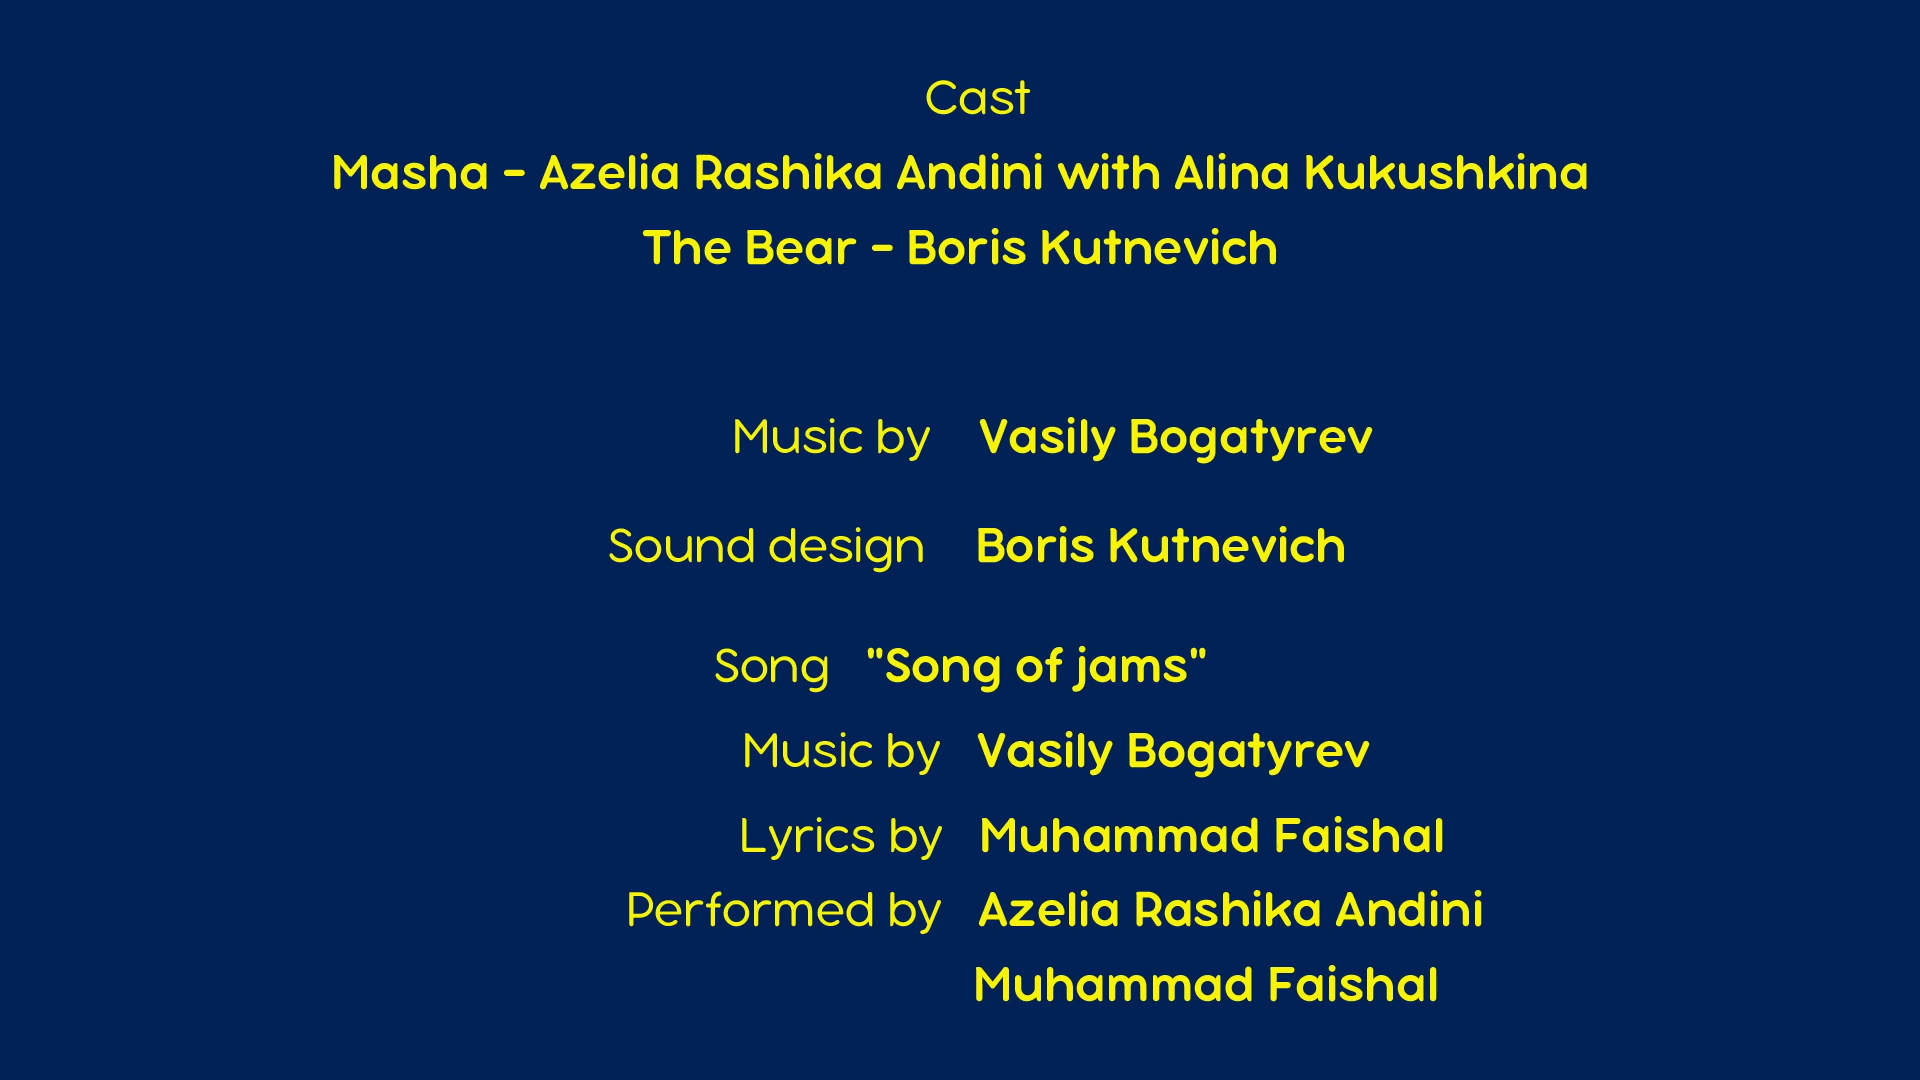 Cast
Masha - Azelia Rashika Andini with Alina Kukushkina
The Bear - Boris Kutnevich
Music by Vasily Bogatyrev
Sound design Boris Kutnevich
Song "Song of jams"
Music by Vasily Bogatyrev
Lyrics by Muhammad Faishal
Performed by Azelia Rashika Andini
Muhammad Faishal